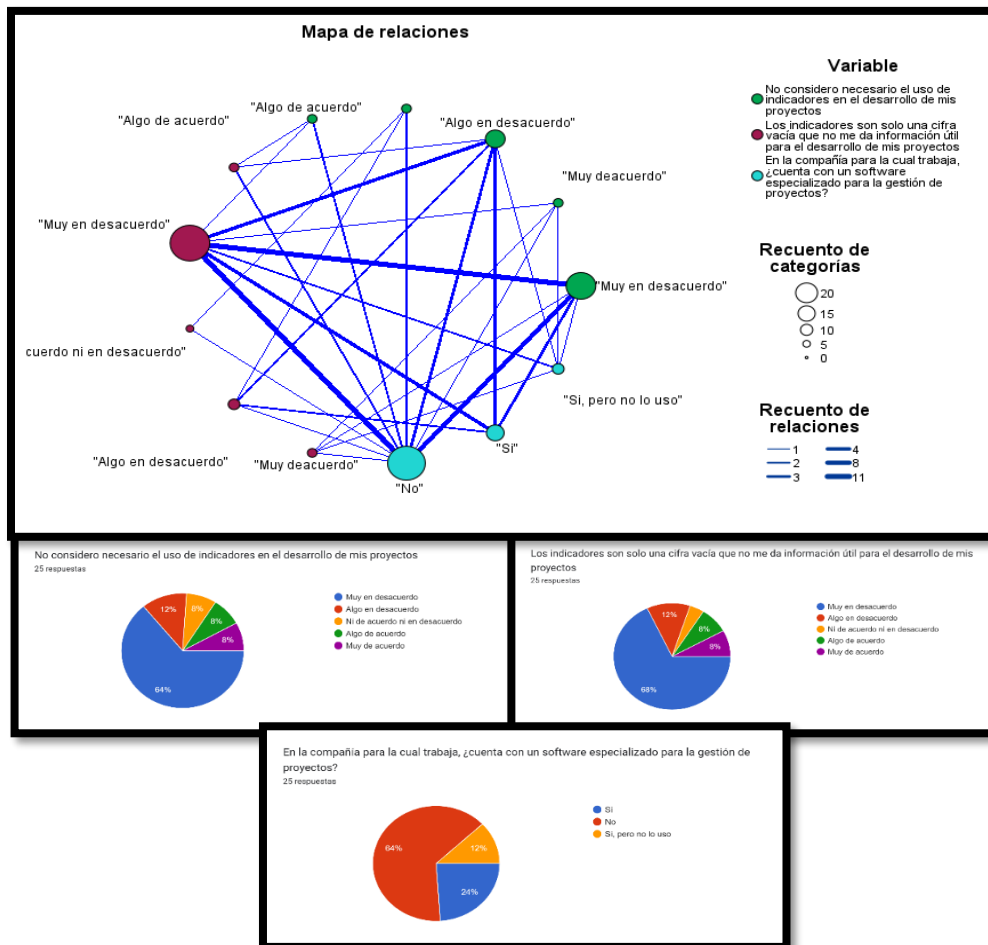 Mapa de relaciones
"Algo de acuerdo"
"Algo de acuerdo"
"Algo en desacuerdo"
"Muy deacuerdo"
"Muy en desacuerdo"
"Muy en desacuerdo"
cuerdo ni en desacuerdo"
"Si, pero no lo uso"
"Si"
"Algo en desacuerdo"
"Muy deacuerdo"
"No"
Variable
No considero necesario el uso de
indicadores en el desarrollo de mis
proyectos
Los indicadores son solo una cifra
vacía que no me da información útil
para el desarrollo de mis proyectos
En la compañía para la cual trabaja,
¿cuenta con un software
especializado para la gestión de
proyectos?
Recuento de
categorías
20
15
10
5
0
Recuento de
relaciones
1
2
3
4
8
11
No considero necesario el uso de indicadores en el desarrollo de mis proyectos
25 respuestas
12%
8%
8%
8%
64%
Muy en desacuerdo
Algo en desacuerdo
Ni de acuerdo ni en desacuerdo
Algo de acuerdo
Muy de acuerdo
Los indicadores son solo una cifra vacía que no me da información útil para el desarrollo de mis
proyectos
25 respuestas
12%
8%
8%
68%
Muy en desacuerdo
Algo en desacuerdo
Ni de acuerdo ni en desacuerdo
Algo de acuerdo
Muy de acuerdo
En la compañía para la cual trabaja, ¿cuenta con un software especializado para la gestión de
proyectos?
25 respuestas
64%
12%
24%
Si
No
Si, pero no lo uso